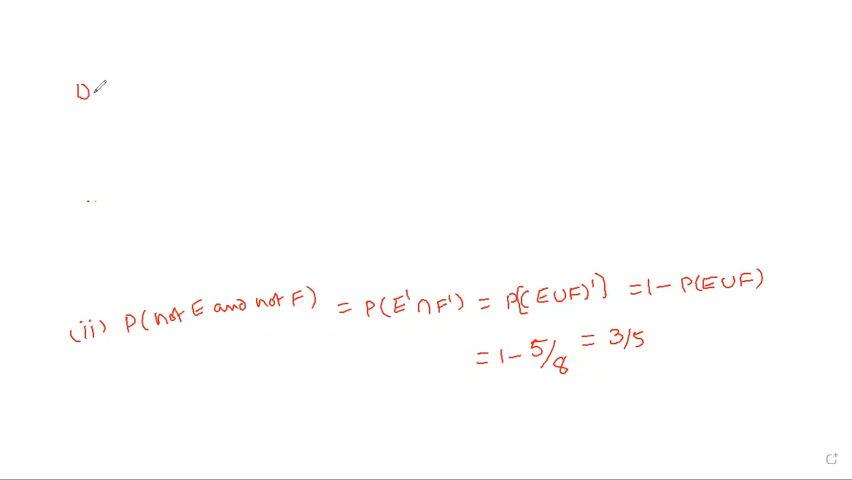 D
(ii) P(not E and not F) = P(E' ∩ F') = P[(E∪F)'] = 1 - P(E∪F)
= 1 - 5/8 = 3/5